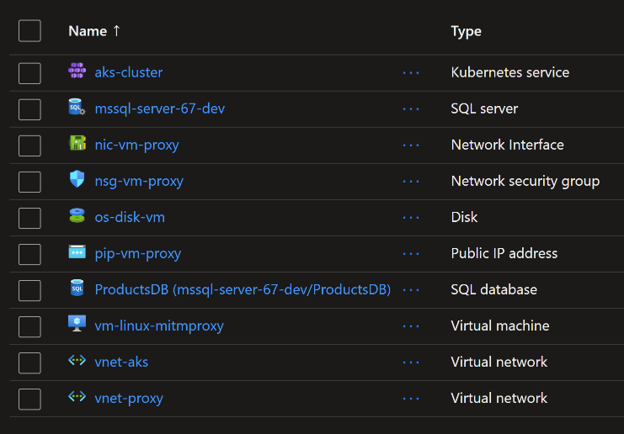 Name ↑ Type
aks-cluster ··· Kubernetes service
mssql-server-67-dev ··· SQL server
nic-vm-proxy ··· Network Interface
nsg-vm-proxy ··· Network security group
os-disk-vm ··· Disk
pip-vm-proxy ··· Public IP address
ProductsDB (mssql-server-67-dev/ProductsDB) ··· SQL database
vm-linux-mitmproxy ··· Virtual machine
vnet-aks ··· Virtual network
vnet-proxy ··· Virtual network